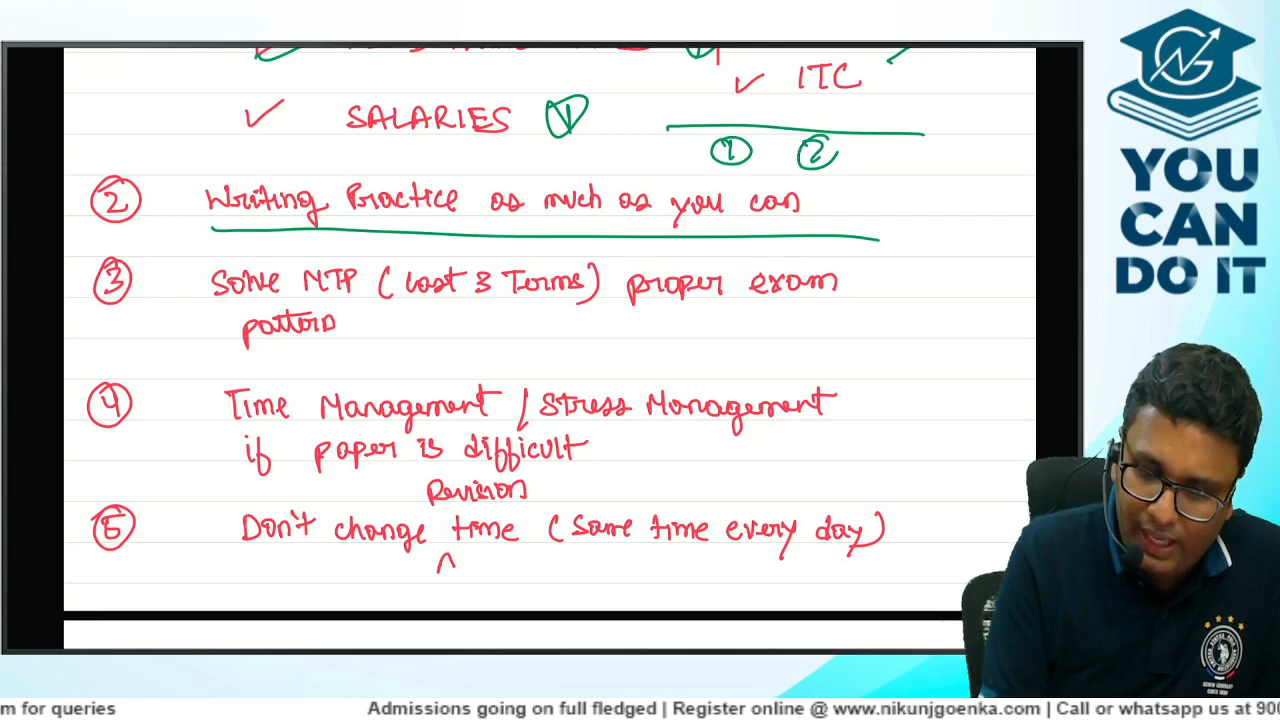 ✓ ITC
✓ SALARIES 1
1 2
2 Writing Practice as much as you can
3 Solve MTP (last 3 Terms) proper exam
pattern
4 Time Management / Stress Management
if paper is difficult
Revision
5 Don't change ^ time (same time every day)
YOU
CAN
DO IT
m for queries Admissions going on full fledged | Register online @ www.nikunjgoenka.com | Call or whatsapp us at 900